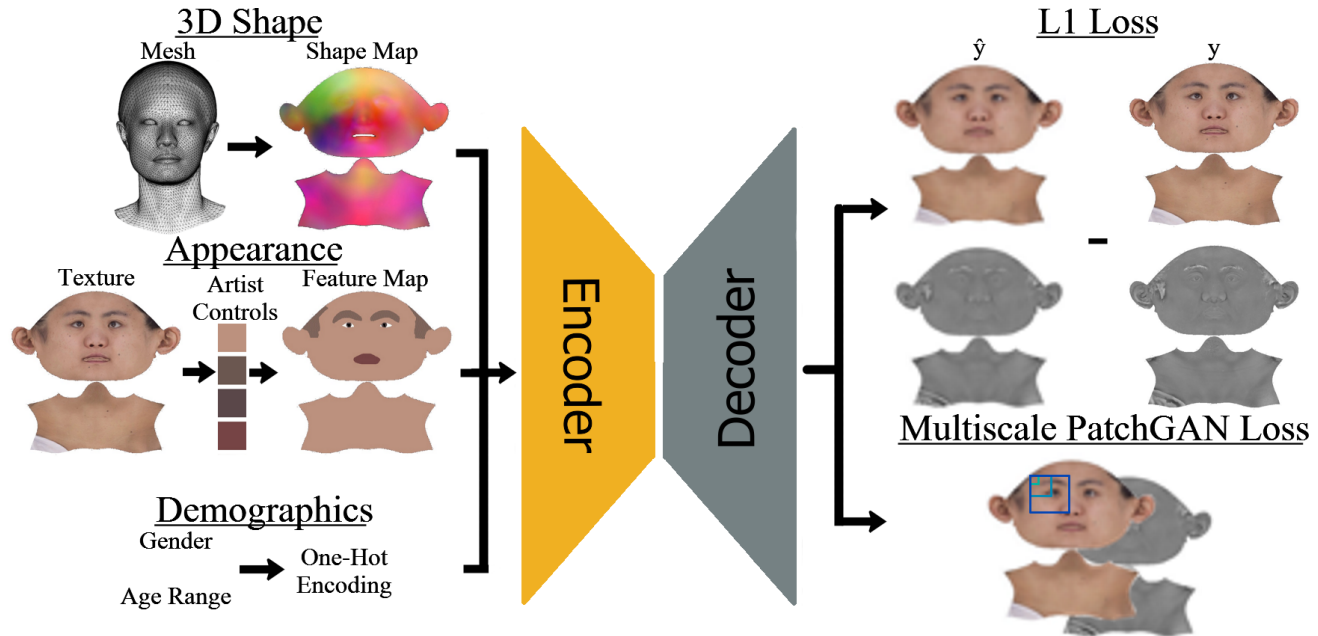 3D Shape
Mesh
Shape Map
Appearance
Texture
Artist
Controls
Feature Map
Demographics
Gender
Age Range
One-Hot
Encoding
Encoder
Decoder
L1 Loss
ŷ
y
-
Multiscale PatchGAN Loss